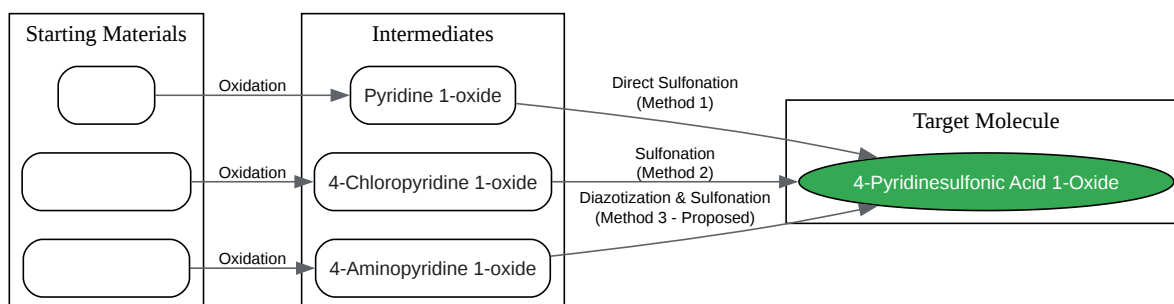 Starting Materials
Intermediates
Target Molecule
Oxidation
Pyridine 1-oxide
Direct Sulfonation
(Method 1)
Oxidation
4-Chloropyridine 1-oxide
Sulfonation
(Method 2)
4-Pyridinesulfonic Acid 1-Oxide
Diazotization & Sulfonation
(Method 3 - Proposed)
Oxidation
4-Aminopyridine 1-oxide